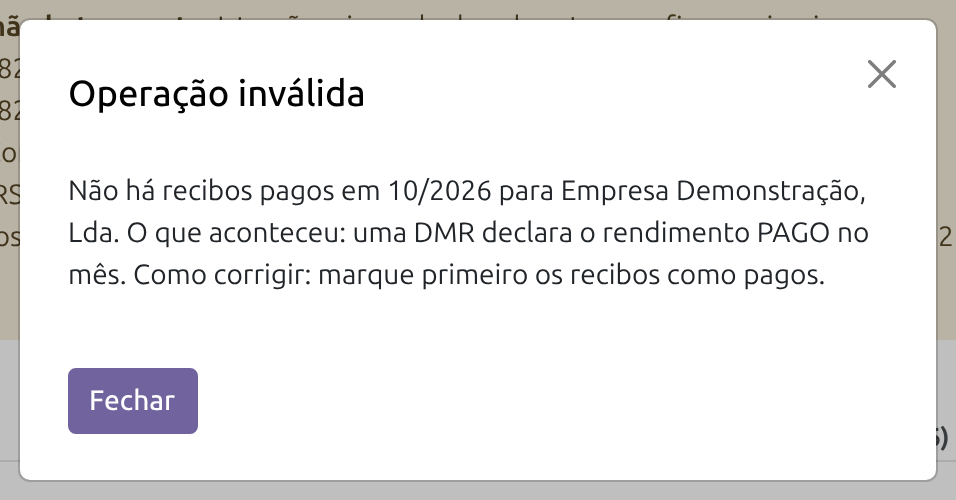 Operação inválida
Não há recibos pagos em 10/2026 para Empresa Demonstração,
Lda. O que aconteceu: uma DMR declara o rendimento PAGO no
mês. Como corrigir: marque primeiro os recibos como pagos.
Fechar